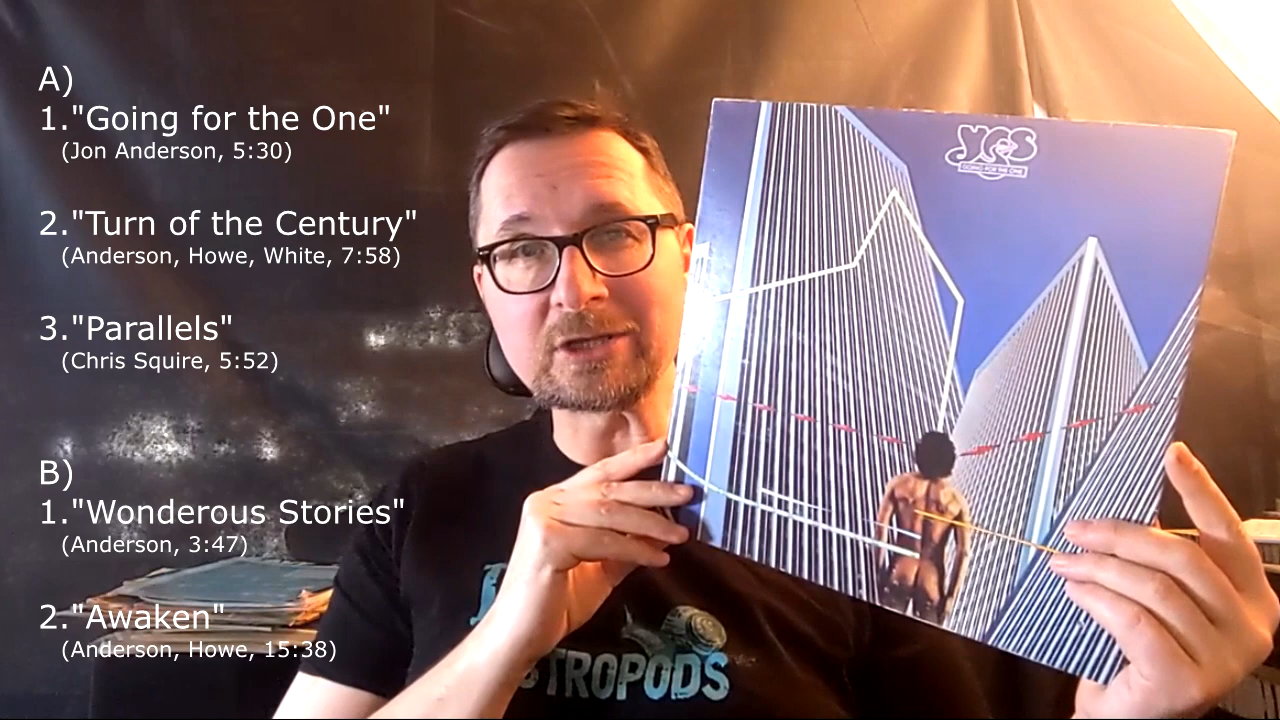 A)
1."Going for the One"
(Jon Anderson, 5:30)
2."Turn of the Century"
(Anderson, Howe, White, 7:58)
3."Parallels"
(Chris Squire, 5:52)
B)
1."Wonderous Stories"
(Anderson, 3:47)
2."Awaken"
(Anderson, Howe, 15:38)
yes
GOING FOR THE ONE
TROPODS